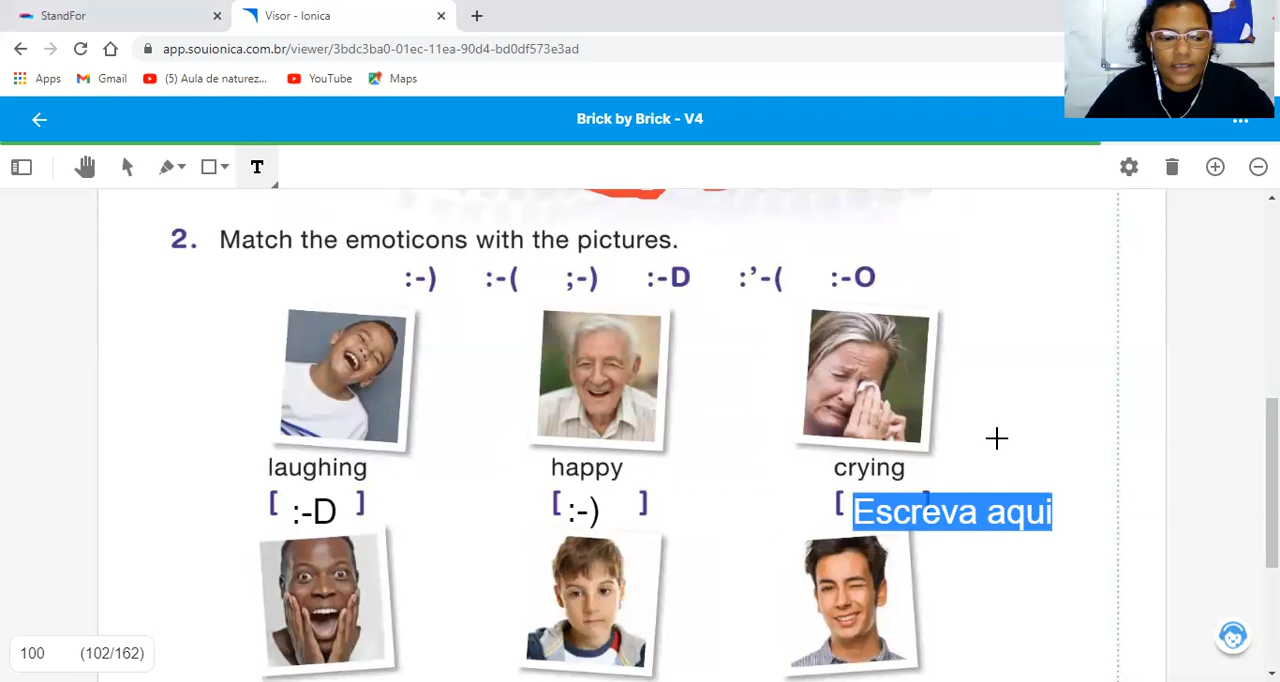 StandFor
Visor - Ionica
app.souionica.com.br/viewer/3bdc3ba0-01ec-11ea-90d4-bd0df573e3ad
Apps Gmail (5) Aula de naturez... YouTube Maps
Brick by Brick - V4
T
2. Match the emoticons with the pictures.
:-) :-( ;-) :-D :’-( :-O
laughing happy crying
[ :-D ] [ :-) ] [ Escreva aqui ]
100 (102/162)